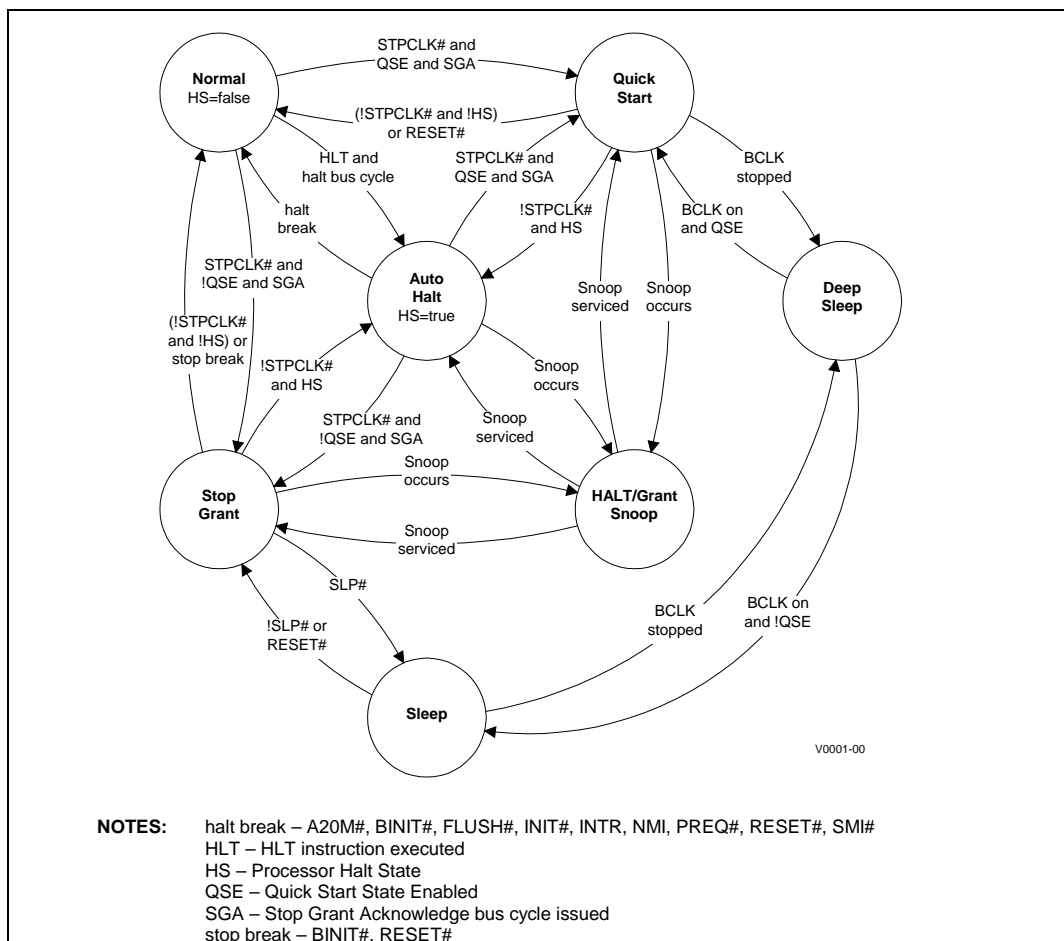 STPCLK# and
QSE and SGA
Normal
HS=false
Quick
Start
(!STPCLK# and !HS)
or RESET#
HLT and
halt bus cycle
STPCLK# and
QSE and SGA
BCLK
stopped
halt
break
!STPCLK#
and HS
BCLK on
and QSE
STPCLK# and
!QSE and SGA
Auto
Halt
HS=true
Snoop
serviced
Snoop
occurs
Deep
Sleep
(!STPCLK#
and !HS) or
stop break
!STPCLK#
and HS
Snoop
occurs
STPCLK# and
!QSE and SGA
Snoop
serviced
Snoop
occurs
Stop
Grant
HALT/Grant
Snoop
Snoop
serviced
SLP#
BCLK
stopped
BCLK on
and !QSE
!SLP# or
RESET#
Sleep
V0001-00
NOTES: halt break – A20M#, BINIT#, FLUSH#, INIT#, INTR, NMI, PREQ#, RESET#, SMI#
HLT – HLT instruction executed
HS – Processor Halt State
QSE – Quick Start State Enabled
SGA – Stop Grant Acknowledge bus cycle issued
stop break – BINIT#, RESET#